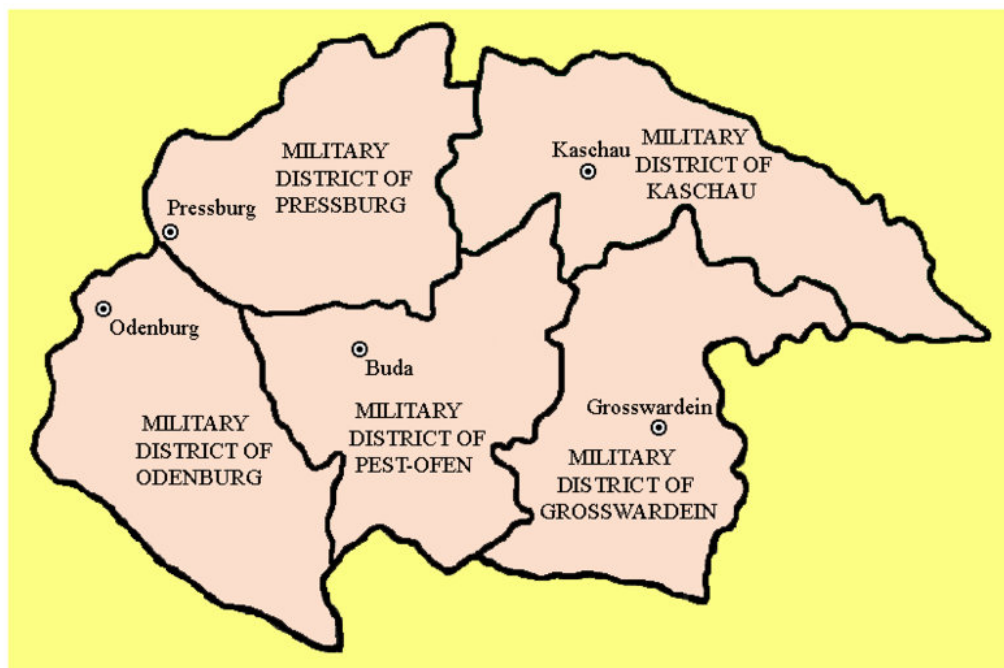 MILITARY
DISTRICT OF
PRESSBURG
Pressburg
Kaschau
MILITARY
DISTRICT OF
KASCHAU
Odenburg
MILITARY
DISTRICT OF
ODENBURG
Buda
MILITARY
DISTRICT OF
PEST-OFEN
Grosswardein
MILITARY
DISTRICT OF
GROSSWARDEIN